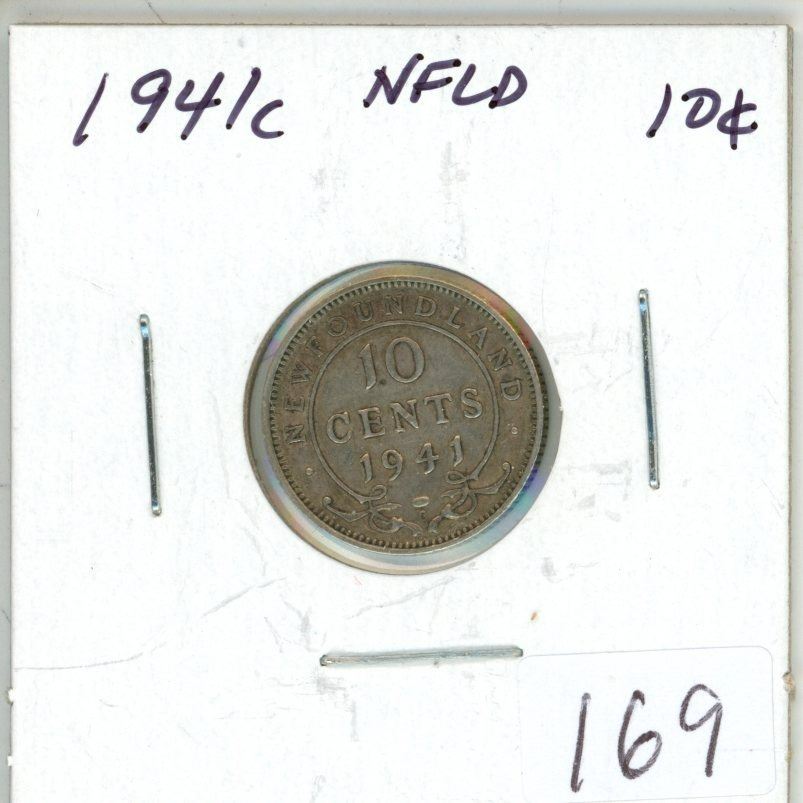 1941c NFLD 10¢
NEWFOUNDLAND
10
CENTS
1941
C
169